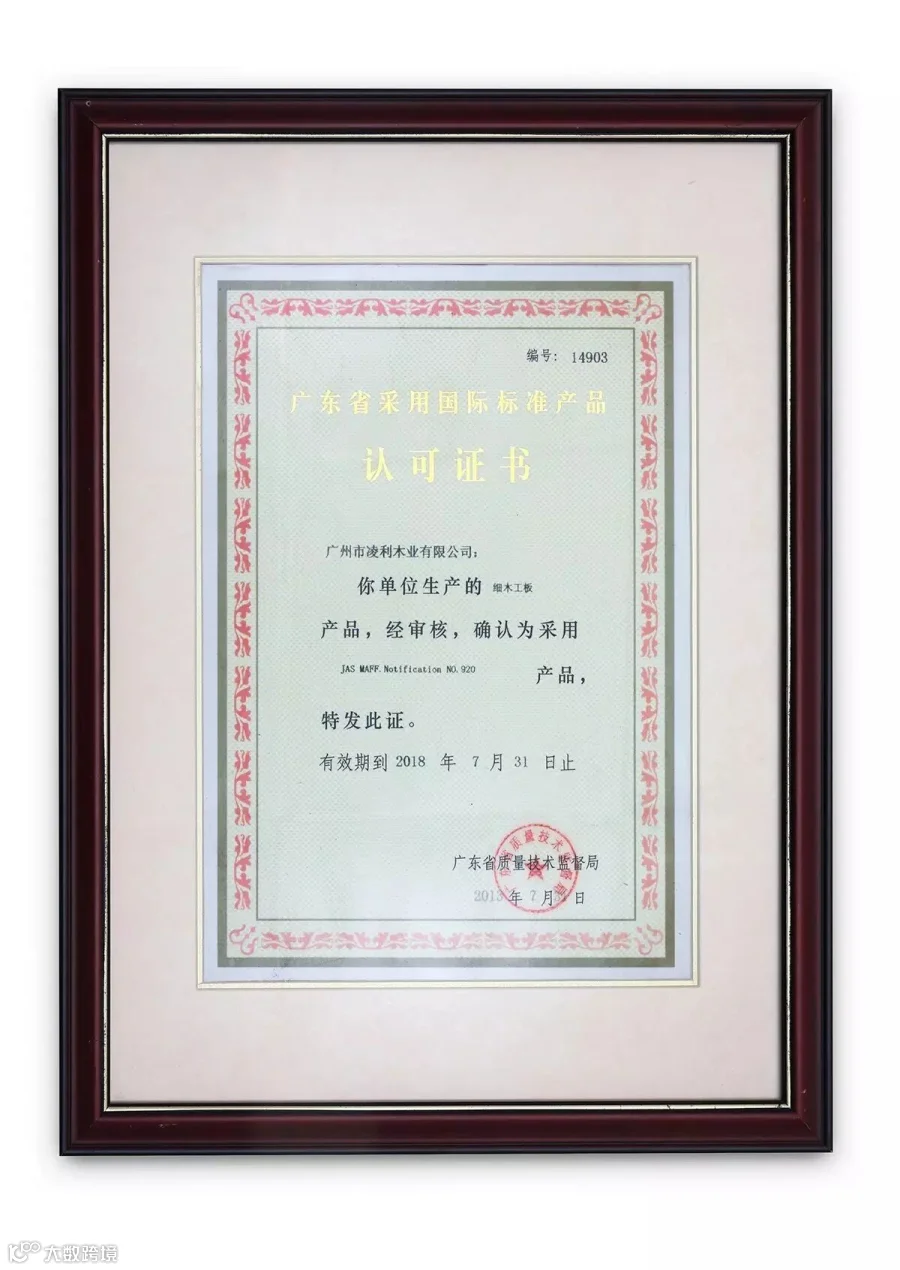 编号: 14903
广东省采用国际标准产品
认可证书
广州市凌利木业有限公司:
你单位生产的 细木工板
产品，经审核，确认为采用
JAS MAFF.Notification NO.920 产品，
特发此证。
有效期到 2018 年 7 月 31 日止
广东省质量技术监督局
2013 年 7 月 日
大数跨境